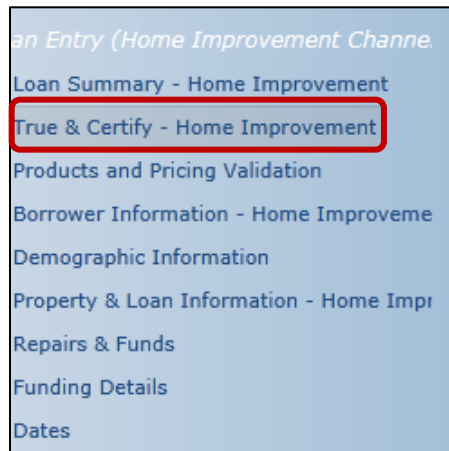 an Entry (Home Improvement Channe
Loan Summary - Home Improvement
True & Certify - Home Improvement
Products and Pricing Validation
Borrower Information - Home Improveme
Demographic Information
Property & Loan Information - Home Impr
Repairs & Funds
Funding Details
Dates